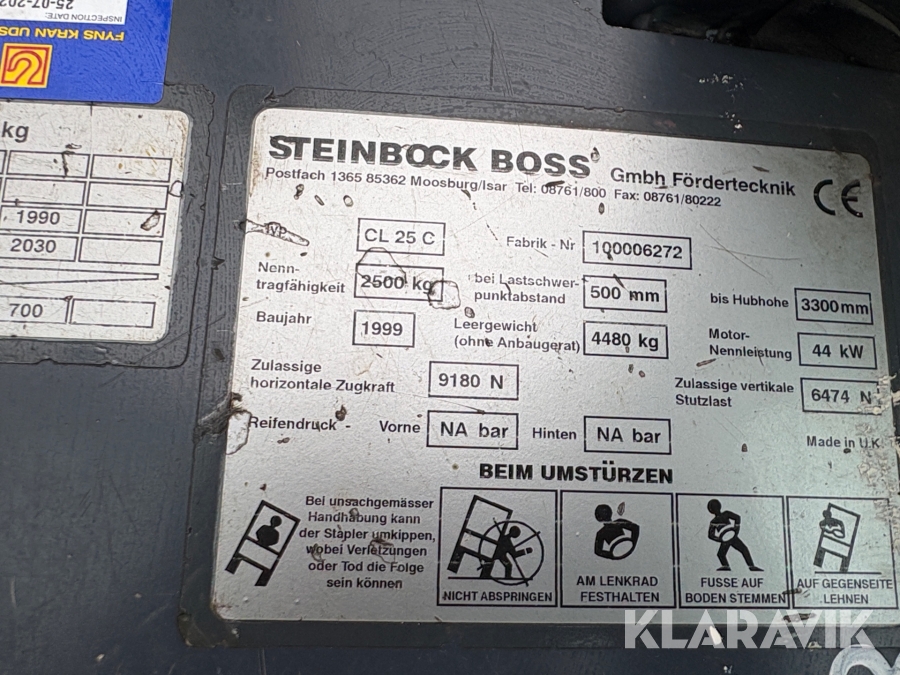 25-07-202
INSPECTION DATE:
FYNS KRAN UDS
kg
1990
2030
700
STEINBOCK BOSS Gmbh Fördertecknik
Postfach 1365 85362 Moosburg/Isar Tel: 08761/800 Fax: 08761/80222
CE
TYP CL 25 C Fabrik - Nr 100006272
Nenn-
tragfähigkeit 2500 kg bei Lastschwer-
punktabstand 500 mm bis Hubhohe 3300mm
Baujahr 1999 Leergewicht
(ohne Anbaugerat) 4480 kg Motor-
Nennleistung 44 kW
Zulassige
horizontale Zugkraft 9180 N Zulassige vertikale
Stutzlast 6474 N
Reifendruck - Vorne NA bar Hinten NA bar Made in U.K
BEIM UMSTÜRZEN
Bei unsachgemässer
Handhabung kann
der Stapler umkippen,
wobei Verletzungen
oder Tod die Folge
sein können
NICHT ABSPRINGEN
AM LENKRAD
FESTHALTEN
FUSSE AUF
BODEN STEMMEN
AUF GEGENSEITE
LEHNEN
KLARAVIK